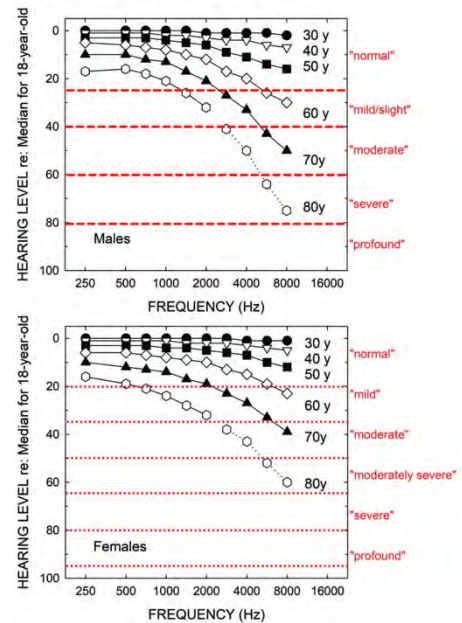 HEARING LEVEL re: Median for 18-year-old
0
20
40
60
80
100
30 y
40 y
50 y
60 y
70y
80y
"normal"
"mild/slight"
"moderate"
"severe"
"profound"
Males
250 500 1000 2000 4000 8000 16000
FREQUENCY (Hz)
HEARING LEVEL re: Median for 18-year-old
0
20
40
60
80
100
30 y
40 y
50 y
60 y
70y
80y
"normal"
"mild"
"moderate"
"moderately severe"
"severe"
"profound"
Females
250 500 1000 2000 4000 8000 16000
FREQUENCY (Hz)